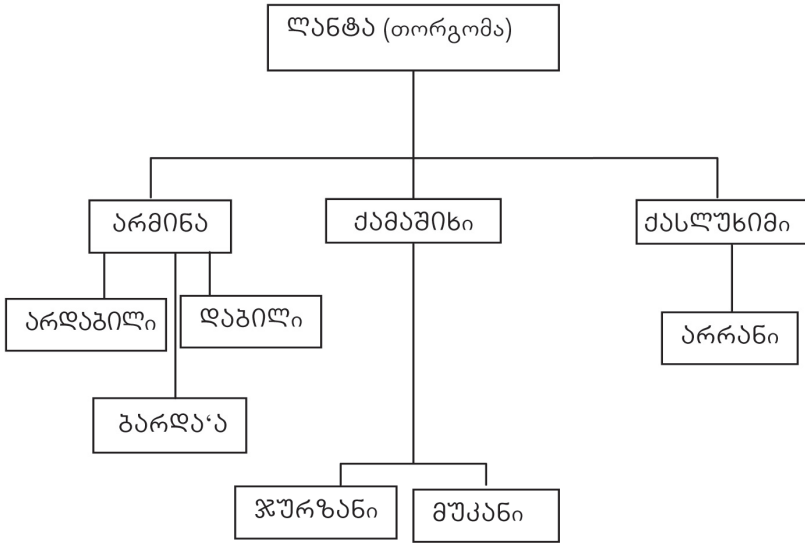 ლანტა (თორგომა)
არმინა
ქამაშიხი
ქასლუხიმი
არდაბილი
დაბილი
არრანი
ბარდა‘ა
ჯურზანი
მუკანი